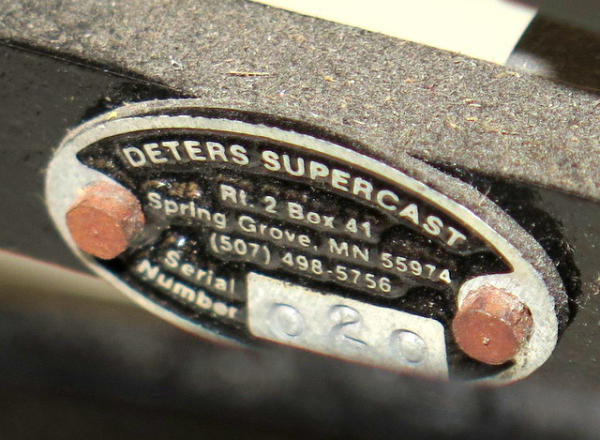 DETERS SUPERCAST
Rt. 2 Box 41
Spring Grove, MN 55974
(507) 498-5756
Serial
Number
020